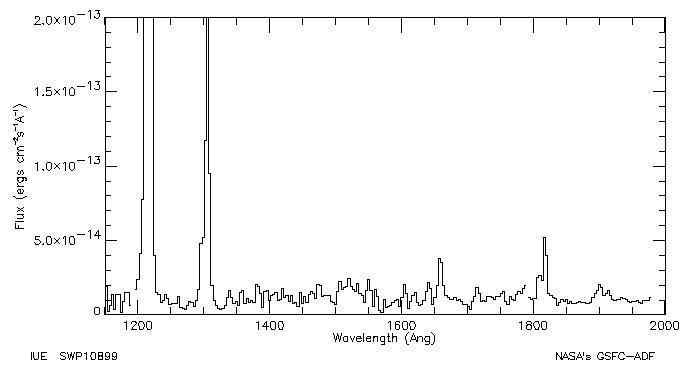 2.0×10⁻¹³
1.5×10⁻¹³
1.0×10⁻¹³
5.0×10⁻¹⁴
0
Flux (ergs cm⁻²s⁻¹A⁻¹)
1200 1400 1600 1800 2000
Wavelength (Ang)
IUE SWP10899 NASA's GSFC–ADF